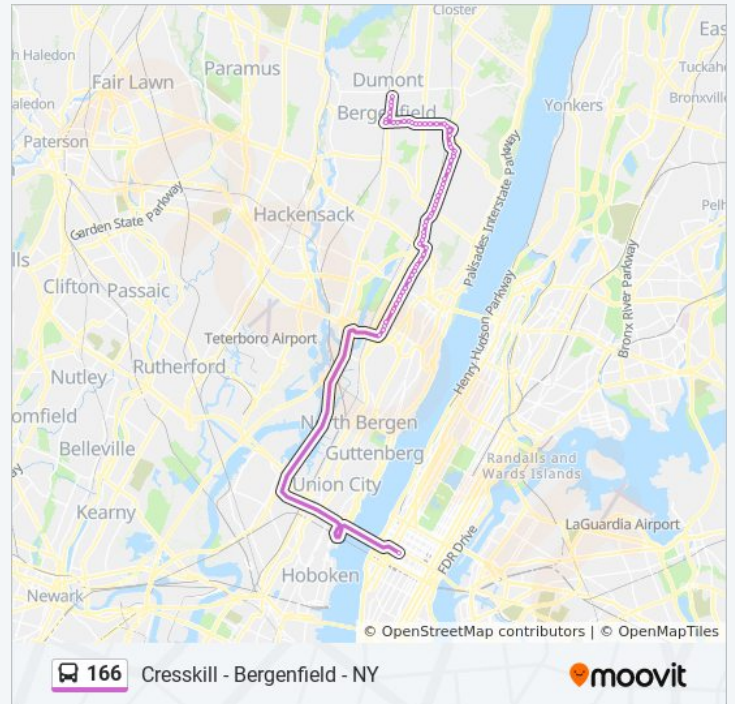 Closter
Eas
h Haledon
Paramus
Fair Lawn
Dumont
Tuckaho
aledon
Bergenfield
Yonkers
Bronxville
Paterson
Palisades Interstate Parkway
Garden State Parkway
Hackensack
Pelh
lls
Clifton
Passaic
Bronx River Parkway
Henry Hudson Parkway
Teterboro Airport
Rutherford
Nutley
omfield
North Bergen
Belleville
Guttenberg
Randalls and
Wards Islands
Union City
Kearny
LaGuardia Airport
FDR Drive
Hoboken
Newark
© OpenStreetMap contributors | © OpenMapTiles
166 Cresskill - Bergenfield - NY
moovit